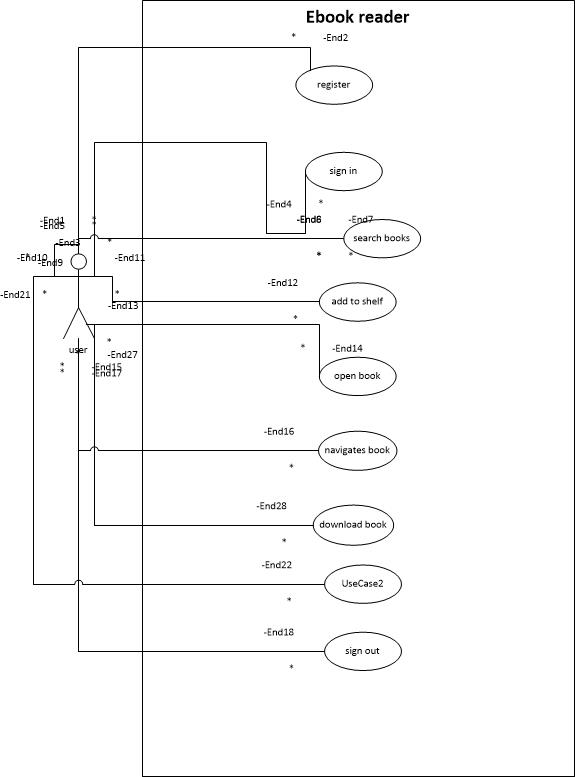 Ebook reader
* -End2
register
sign in
-End4 *
-End1 *
-End5 *
-End6 -End7
-End3 *
search books
-End10 * -End11
-End9
* *
-End12
-End21 * *
-End13
add to shelf
*
user * * -End14
-End27
* -End15
* -End17
open book
-End16
navigates book
*
-End28
download book
*
-End22
UseCase2
*
-End18
sign out
*